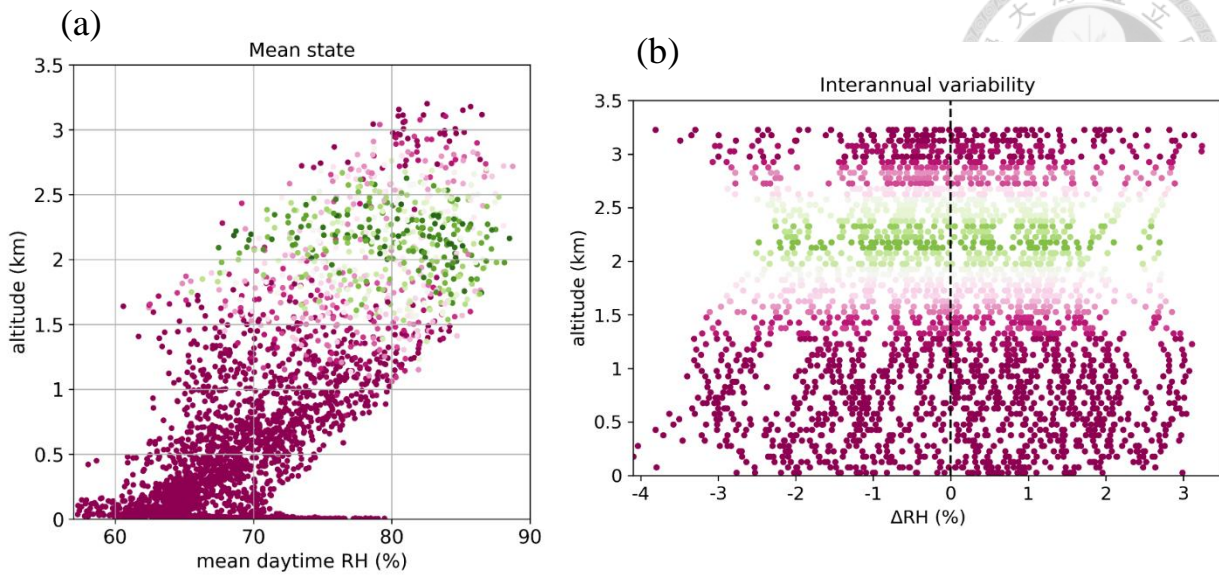 (a)
Mean state
3.5
3
2.5
2
1.5
1
0.5
0
altitude (km)
60 70 80 90
mean daytime RH (%)
(b)
Interannual variability
3.5
3
2.5
2
1.5
1
0.5
0
altitude (km)
-4 -3 -2 -1 0 1 2 3
ΔRH (%)
大